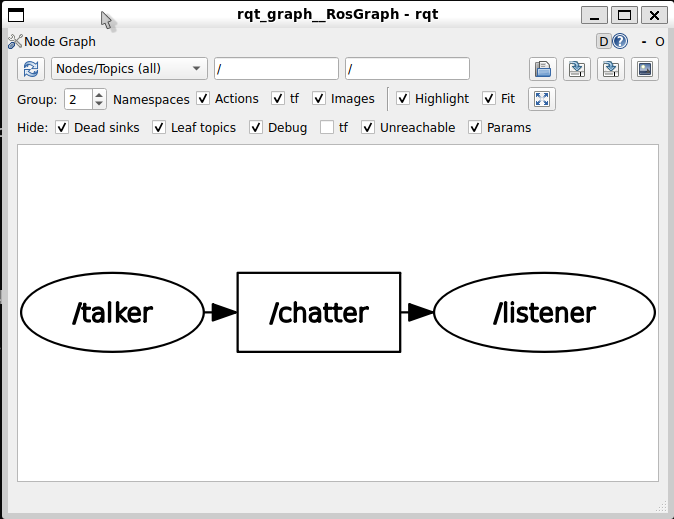 rqt_graph__RosGraph - rqt
Node Graph D ? - O
Nodes/Topics (all) / /
Group: 2 Namespaces Actions tf Images Highlight Fit
Hide: Dead sinks Leaf topics Debug tf Unreachable Params
/talker /chatter /listener